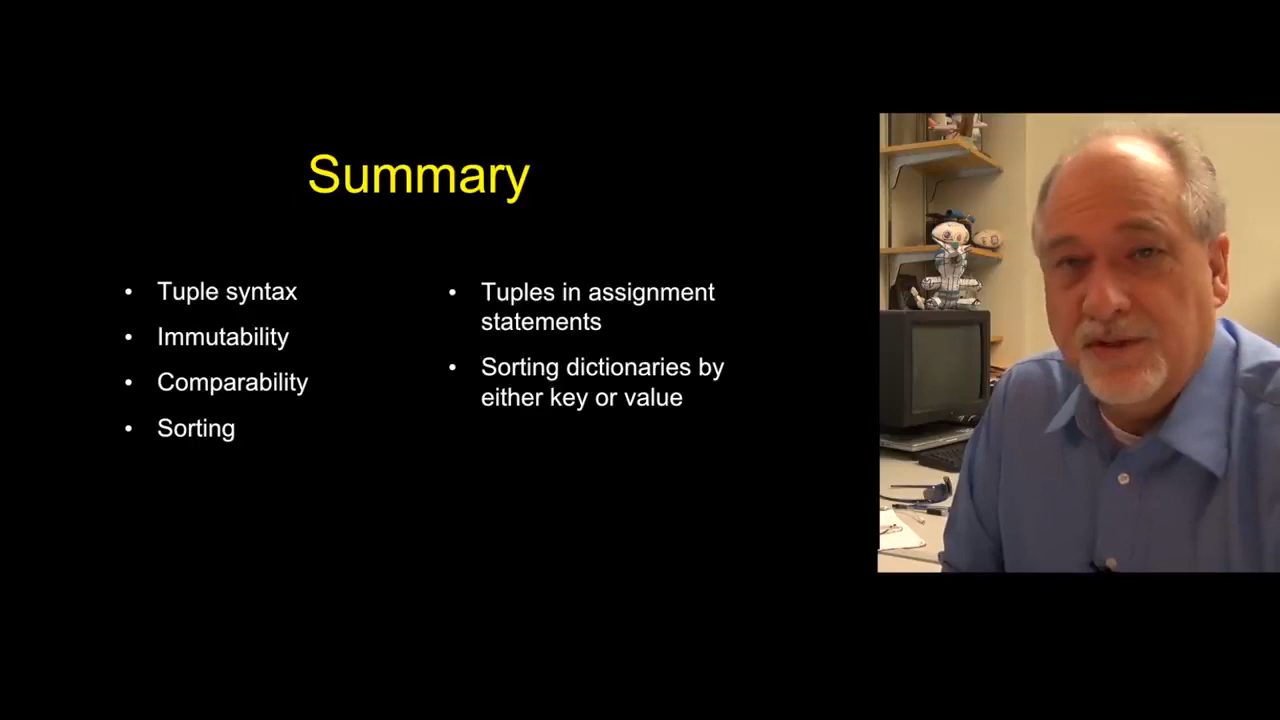 Summary
• Tuple syntax
• Immutability
• Comparability
• Sorting
• Tuples in assignment
statements
• Sorting dictionaries by
either key or value